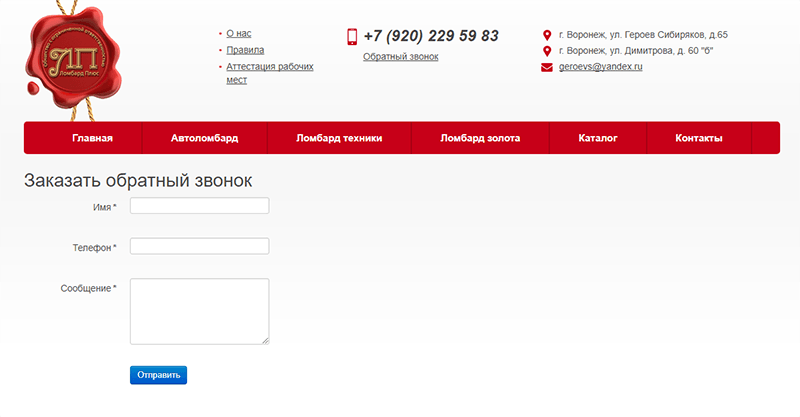 Общество с ограниченной ответственностью
ЛП
Ломбард Плюс
О нас
Правила
Аттестация рабочих
мест
+7 (920) 229 59 83
Обратный звонок
г. Воронеж, ул. Героев Сибиряков, д.65
г. Воронеж, ул. Димитрова, д. 60 "б"
geroevs@yandex.ru
Главная
Автоломбард
Ломбард техники
Ломбард золота
Каталог
Контакты
Заказать обратный звонок
Имя *
Телефон *
Сообщение *
Отправить